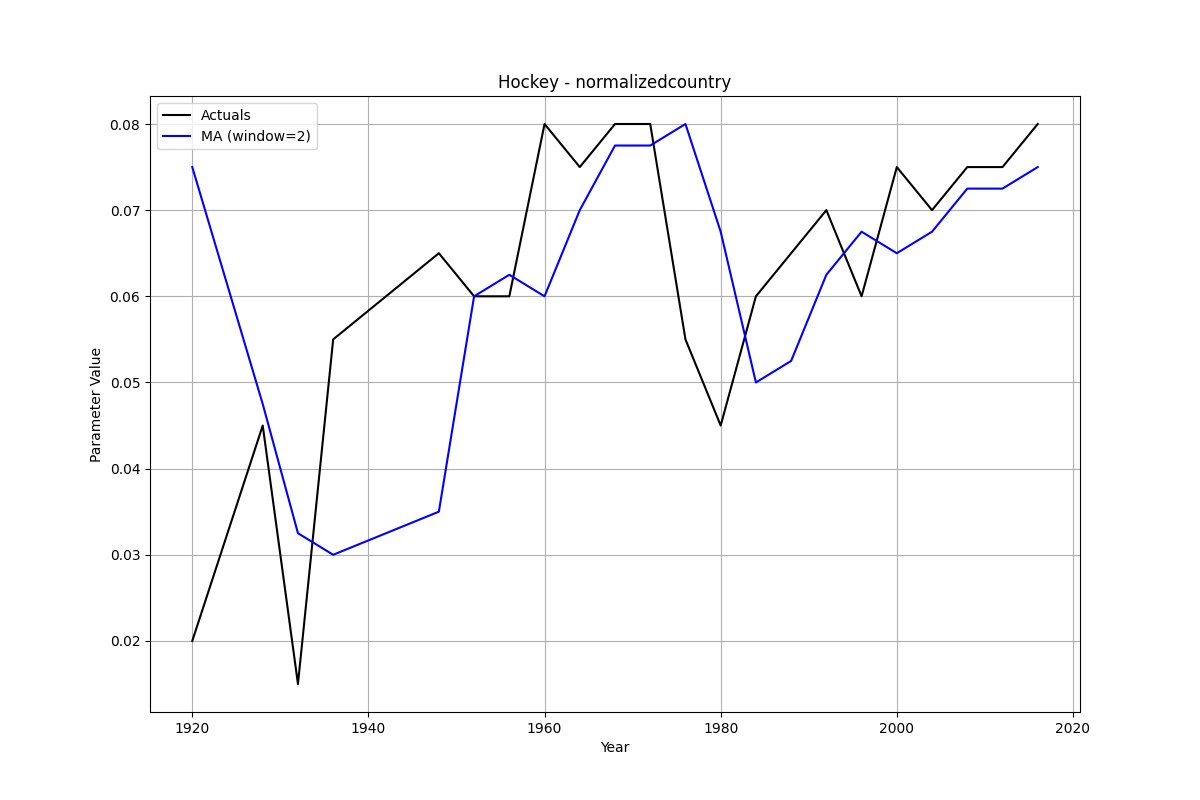 Hockey - normalizedcountry
Actuals
MA (window=2)
0.08
0.07
0.06
0.05
0.04
0.03
0.02
Parameter Value
1920 1940 1960 1980 2000 2020
Year